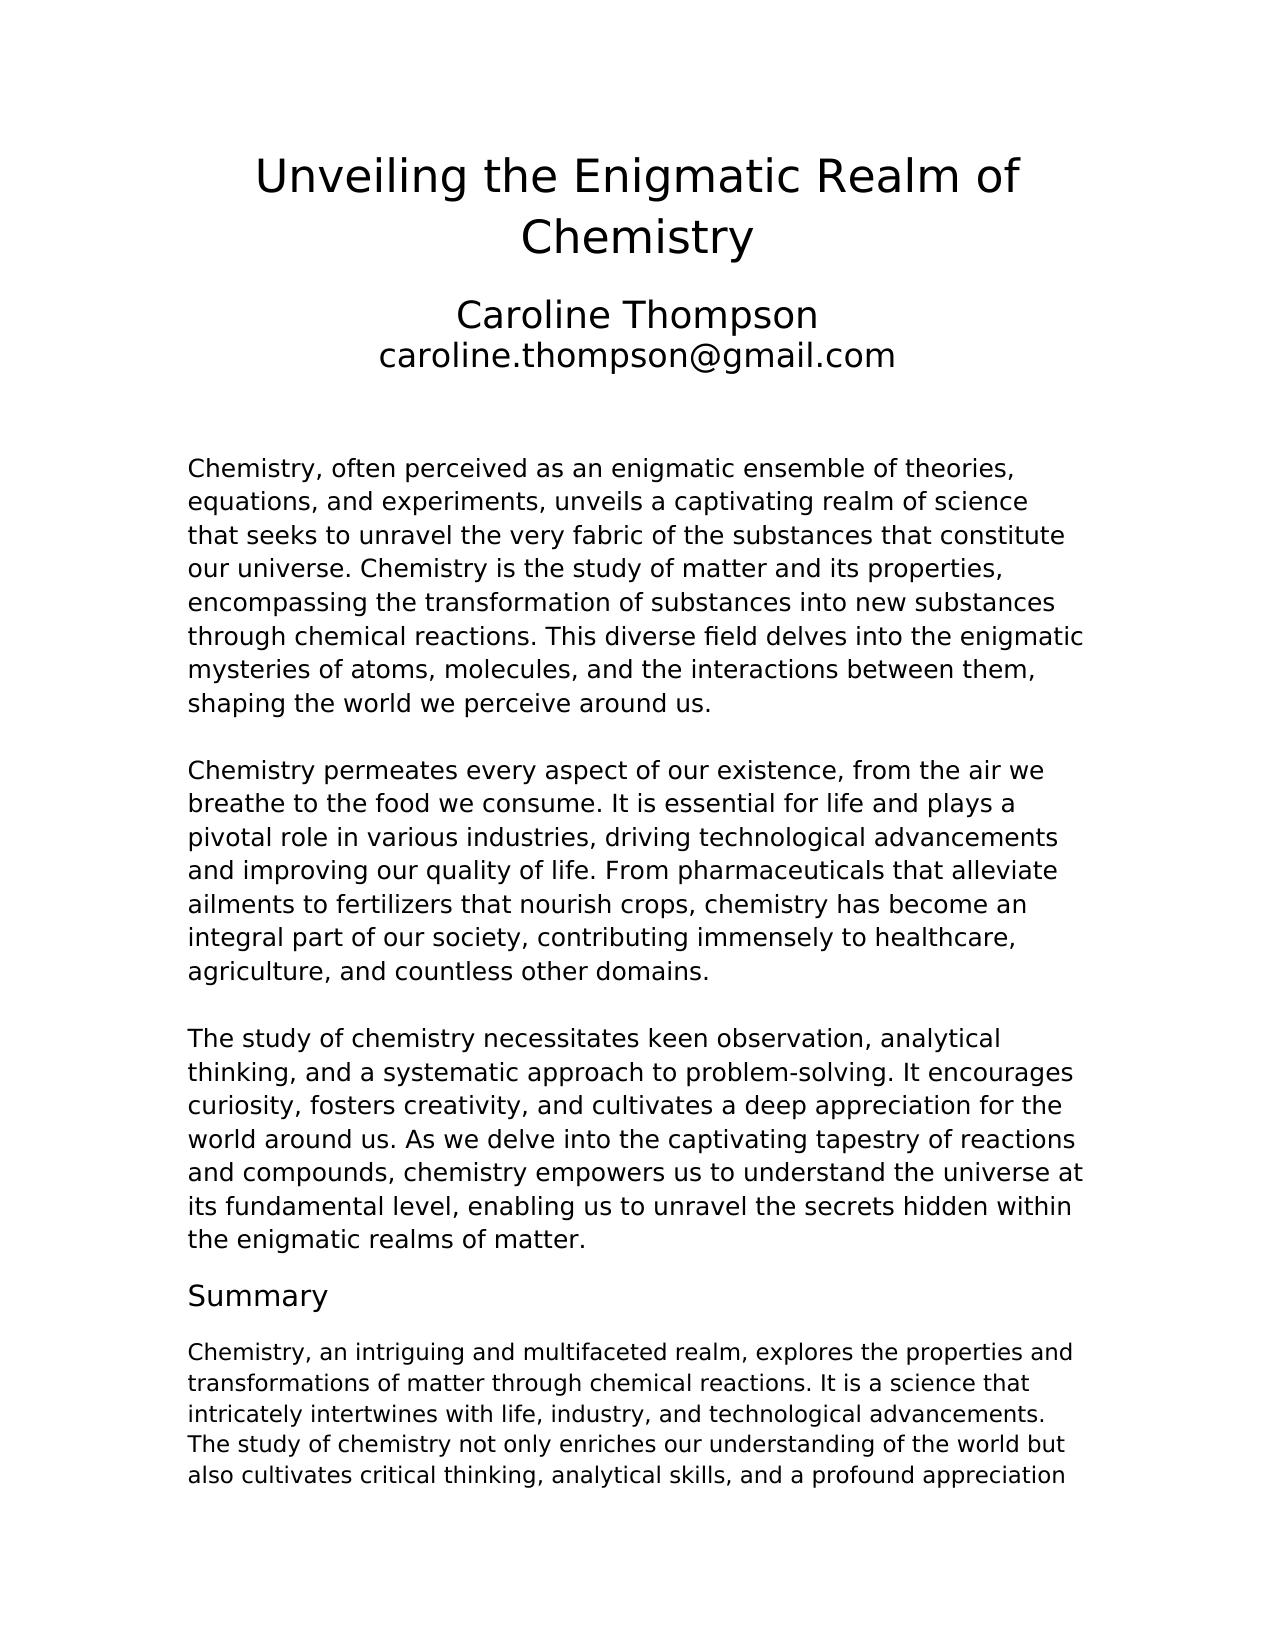 Unveiling the Enigmatic Realm of
Chemistry
Caroline Thompson
caroline.thompson@gmail.com
Chemistry, often perceived as an enigmatic ensemble of theories,
equations, and experiments, unveils a captivating realm of science
that seeks to unravel the very fabric of the substances that constitute
our universe. Chemistry is the study of matter and its properties,
encompassing the transformation of substances into new substances
through chemical reactions. This diverse field delves into the enigmatic
mysteries of atoms, molecules, and the interactions between them,
shaping the world we perceive around us.
Chemistry permeates every aspect of our existence, from the air we
breathe to the food we consume. It is essential for life and plays a
pivotal role in various industries, driving technological advancements
and improving our quality of life. From pharmaceuticals that alleviate
ailments to fertilizers that nourish crops, chemistry has become an
integral part of our society, contributing immensely to healthcare,
agriculture, and countless other domains.
The study of chemistry necessitates keen observation, analytical
thinking, and a systematic approach to problem-solving. It encourages
curiosity, fosters creativity, and cultivates a deep appreciation for the
world around us. As we delve into the captivating tapestry of reactions
and compounds, chemistry empowers us to understand the universe at
its fundamental level, enabling us to unravel the secrets hidden within
the enigmatic realms of matter.
Summary
Chemistry, an intriguing and multifaceted realm, explores the properties and
transformations of matter through chemical reactions. It is a science that
intricately intertwines with life, industry, and technological advancements.
The study of chemistry not only enriches our understanding of the world but
also cultivates critical thinking, analytical skills, and a profound appreciation